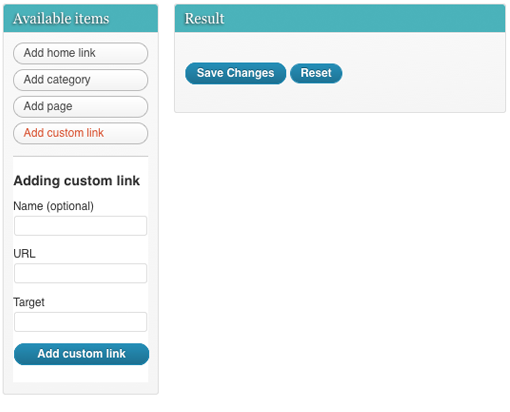 Available items
Add home link
Add category
Add page
Add custom link
Adding custom link
Name (optional)
URL
Target
Add custom link
Result
Save Changes
Reset